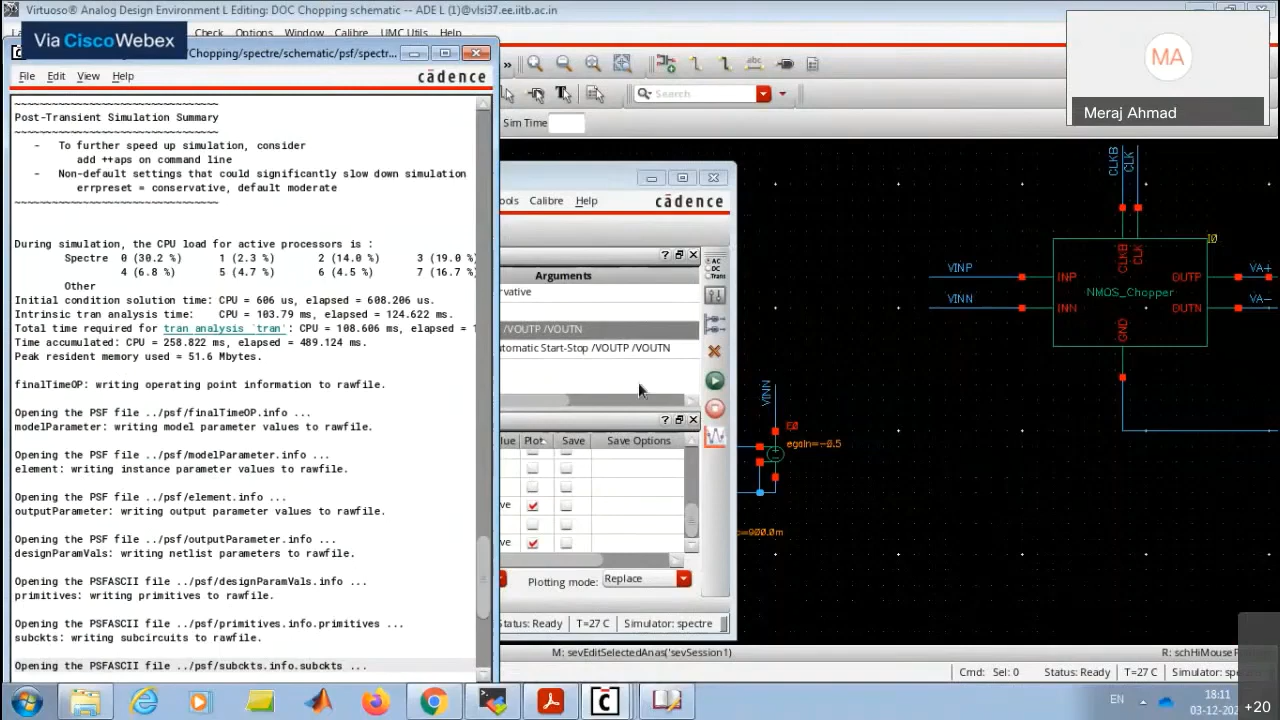 Virtuoso® Analog Design Environment L Editing: DOC Chopping schematic -- ADE L (1)@vlsi37.ee.iitb.ac.in
Check Options Window Calibre UMC Utils Help
Via CiscoWebex
Chopping/spectre/schematic/psf/spectr...
File Edit View Help
cādence
~~~~~~~~~~~~~~~~~~~~~~~~~~~~~~~~~~
Post-Transient Simulation Summary
~~~~~~~~~~~~~~~~~~~~~~~~~~~~~~~~~~
- To further speed up simulation, consider
add ++aps on command line
- Non-default settings that could significantly slow down simulation
errpreset = conservative, default moderate
~~~~~~~~~~~~~~~~~~~~~~~~~~~~~~~~~~
During simulation, the CPU load for active processors is :
Spectre 0 (30.2 %) 1 (2.3 %) 2 (14.0 %) 3 (19.0 %
4 (6.8 %) 5 (4.7 %) 6 (4.5 %) 7 (16.7 %
Other
Initial condition solution time: CPU = 606 us, elapsed = 608.206 us.
Intrinsic tran analysis time: CPU = 103.79 ms, elapsed = 124.622 ms.
Total time required for tran analysis `tran': CPU = 108.606 ms, elapsed = 1
Time accumulated: CPU = 258.822 ms, elapsed = 489.124 ms.
Peak resident memory used = 51.6 Mbytes.
finalTimeOP: writing operating point information to rawfile.
Opening the PSF file ../psf/finalTimeOP.info ...
modelParameter: writing model parameter values to rawfile.
Opening the PSF file ../psf/modelParameter.info ...
element: writing instance parameter values to rawfile.
Opening the PSF file ../psf/element.info ...
outputParameter: writing output parameter values to rawfile.
Opening the PSF file ../psf/outputParameter.info ...
designParamVals: writing netlist parameters to rawfile.
Opening the PSFASCII file ../psf/designParamVals.info ...
primitives: writing primitives to rawfile.
Opening the PSFASCII file ../psf/primitives.info.primitives ...
subckts: writing subcircuits to rawfile.
Opening the PSFASCII file ../psf/subckts.info.subckts ...
Search
Sim Time
ools Calibre Help
cādence
Arguments
rvative
/VOUTP /VOUTN
utomatic Start-Stop /VOUTP /VOUTN
AC
DC
Trans
lue Plot Save Save Options
ve
ve
Plotting mode: Replace
Status: Ready T=27 C Simulator: spectre
MA
Meraj Ahmad
CLKB
CLK
I0
VINP
INP
CLKB
CLK
OUTP
VA+
NMOS_Chopper
VINN
INN
OUTN
VA-
GND
VINN
E0
egain=-0.5
=900.0m
M: sevEditSelectedAnas('sevSession1)
R: schHiMousePo
Cmd: Sel: 0 Status: Ready T=27 C Simulator: spe
EN
18:11
03-12-202
+20